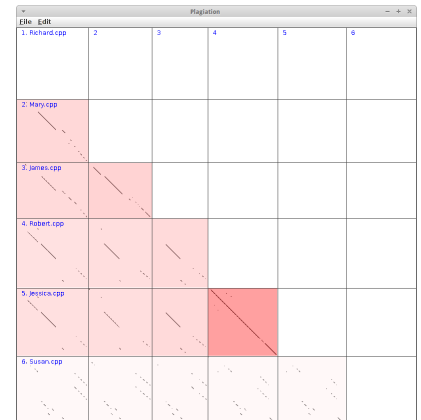 Plagiation
File Edit
1. Richard.cpp 2 3 4 5 6
2. Mary.cpp
3. James.cpp
4. Robert.cpp
5. Jessica.cpp
6. Susan.cpp